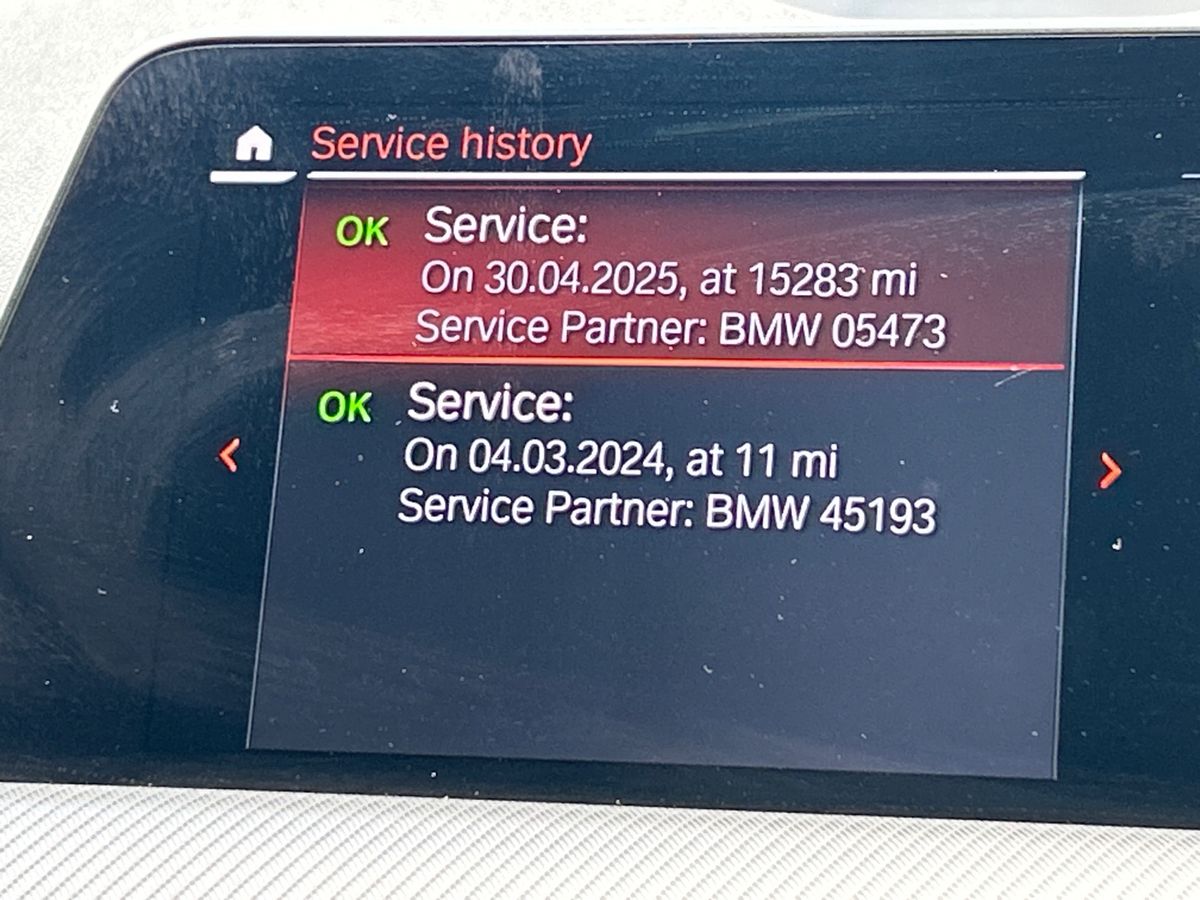 Service history
OK Service:
On 30.04.2025, at 15283 mi
Service Partner: BMW 05473
OK Service:
On 04.03.2024, at 11 mi
Service Partner: BMW 45193